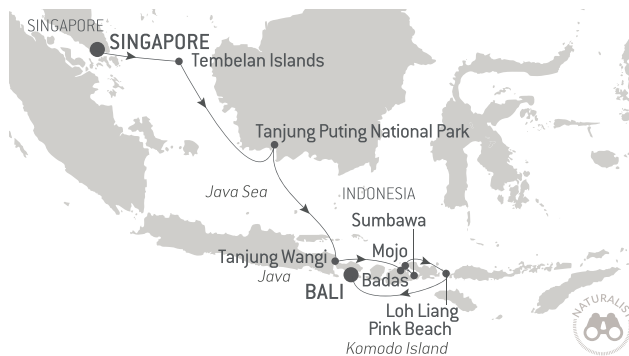 SINGAPORE
SINGAPORE
Tembelan Islands
Tanjung Puting National Park
Java Sea
INDONESIA
Sumbawa
Mojo
Tanjung Wangi
Java
Badas
BALI
Loh Liang
Pink Beach
Komodo Island
NATURALIS